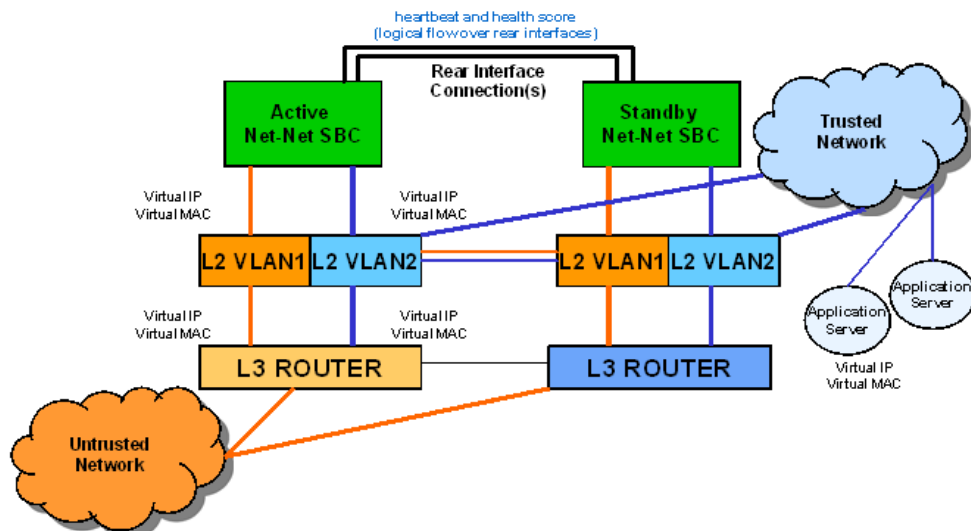 heartbeat and health score
(logical flowover rear interfaces)
Rear Interface
Connection(s)
Active
Net-Net SBC
Standby
Net-Net SBC
Trusted
Network
Virtual IP
Virtual MAC
Virtual IP
Virtual MAC
L2 VLAN1
L2 VLAN2
L2 VLAN1
L2 VLAN2
Application
Server
Application
Server
Virtual IP
Virtual MAC
Virtual IP
Virtual MAC
Virtual IP
Virtual MAC
L3 ROUTER
L3 ROUTER
Untrusted
Network